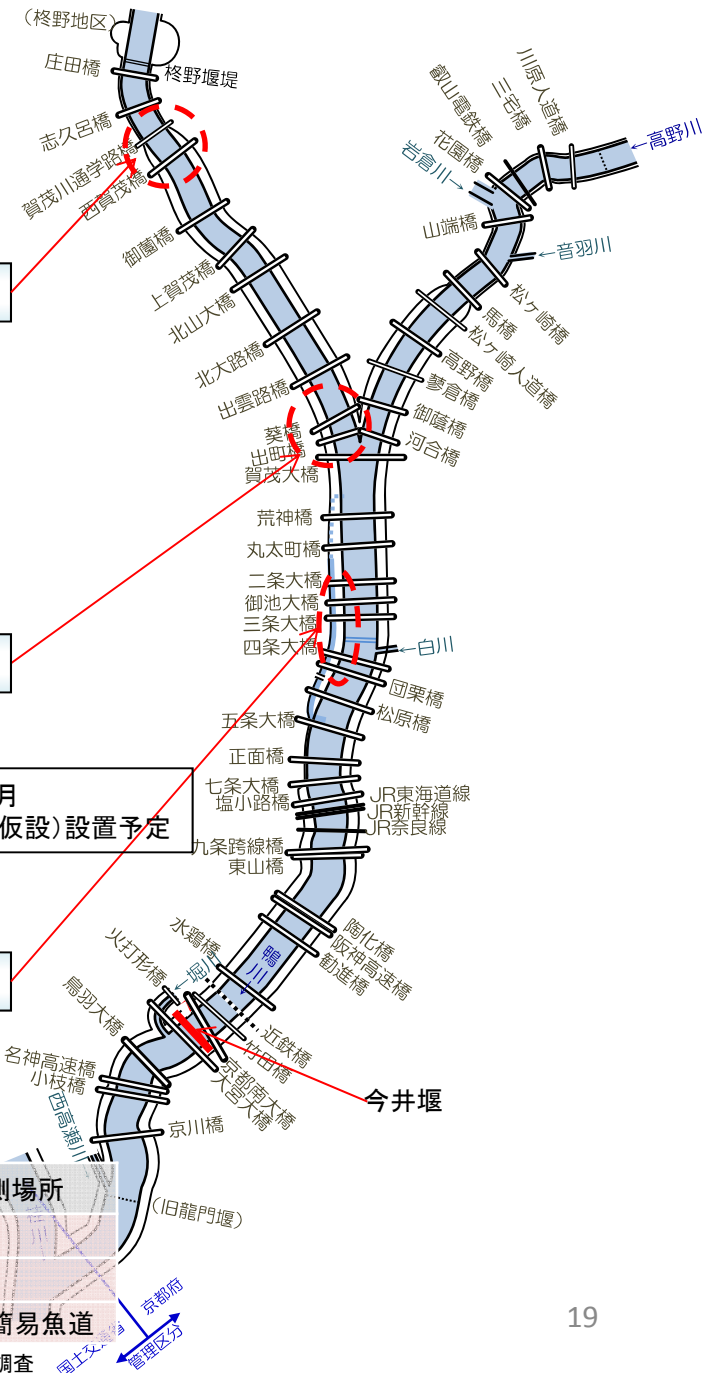 (柊野地区)
庄田橋
柊野堰堤
志久呂橋
賀茂川通学路橋
西賀茂橋
御薗橋
上賀茂橋
北山大橋
北大路橋
出雲路橋
葵橋
出町橋
賀茂大橋
川原人道橋
三宅橋
叡山電鉄橋
花園橋
岩倉川→
←高野川
山端橋
←音羽川
松ヶ崎橋
馬橋
松ヶ崎人道橋
高野橋
蓼倉橋
御蔭橋
河合橋
荒神橋
丸太町橋
二条大橋
御池大橋
三条大橋
四条大橋
←白川
団栗橋
松原橋
五条大橋
正面橋
七条大橋
塩小路橋
JR東海道線
JR新幹線
JR奈良線
九条跨線橋
東山橋
月
仮設)設置予定
陶化橋
阪神高速橋
勧進橋
水鶏橋
鴨川
←堀川
火打形橋
鳥羽大橋
近鉄橋
竹田橋
京都南大橋
大宮大橋
今井堰
名神高速橋
小枝橋
京川橋
西高瀬川
(旧龍門堰)
桂川
測場所
簡易魚道
調査
国土交通省
京都府
管理区分
19